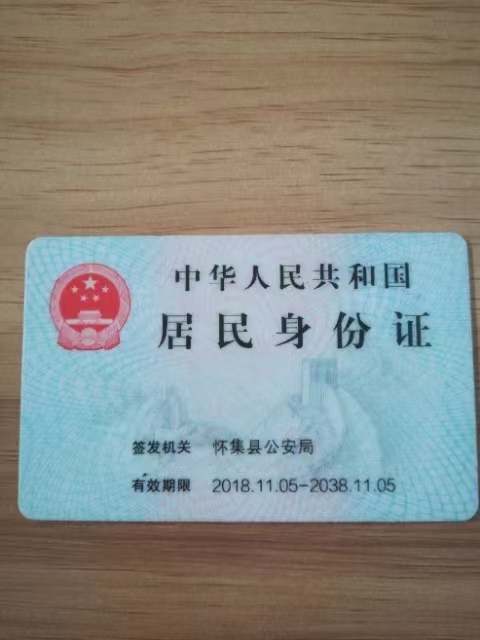 中华人民共和国
居民身份证
签发机关 怀集县公安局
有效期限 2018.11.05-2038.11.05